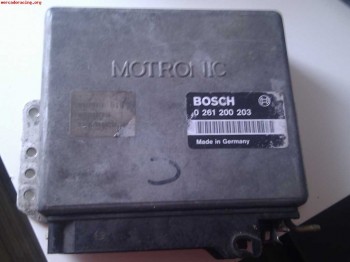 mercadoracing.org
MOTRONIC
BOSCH
0 261 200 203
Made in Germany